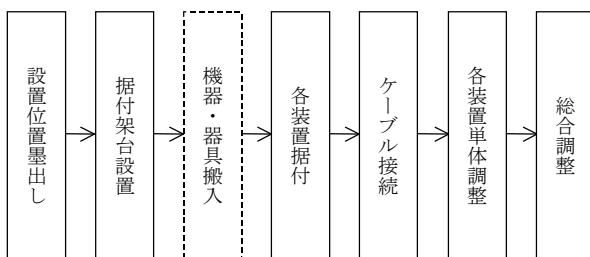 設置位置墨出し
据付架台設置
機器・器具搬入
各装置据付
ケーブル接続
各装置単体調整
総合調整